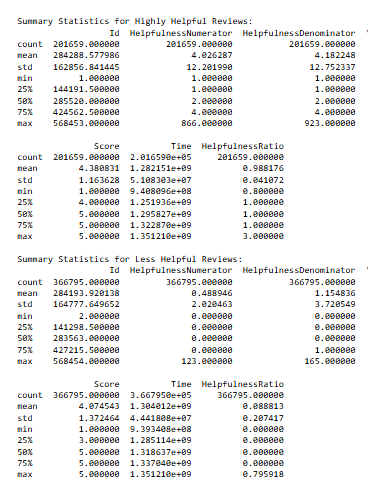 Summary Statistics for Highly Helpful Reviews:
Id HelpfulnessNumerator HelpfulnessDenominator
count 201659.000000 201659.000000 201659.000000
mean 284288.577986 4.026287 4.182248
std 162856.841445 12.201990 12.752337
min 1.000000 1.000000 1.000000
25% 144191.500000 1.000000 1.000000
50% 285520.000000 2.000000 2.000000
75% 424562.500000 4.000000 4.000000
max 568453.000000 866.000000 923.000000
Score Time HelpfulnessRatio
count 201659.000000 2.016590e+05 201659.000000
mean 4.380831 1.282151e+09 0.988176
std 1.163628 5.108303e+07 0.041072
min 1.000000 9.408096e+08 0.800000
25% 4.000000 1.251936e+09 1.000000
50% 5.000000 1.295827e+09 1.000000
75% 5.000000 1.322870e+09 1.000000
max 5.000000 1.351210e+09 3.000000
Summary Statistics for Less Helpful Reviews:
Id HelpfulnessNumerator HelpfulnessDenominator
count 366795.000000 366795.000000 366795.000000
mean 284193.920138 0.488946 1.154836
std 164777.649652 2.020463 3.720549
min 2.000000 0.000000 0.000000
25% 141298.500000 0.000000 0.000000
50% 283563.000000 0.000000 0.000000
75% 427215.500000 0.000000 1.000000
max 568454.000000 123.000000 165.000000
Score Time HelpfulnessRatio
count 366795.000000 3.667950e+05 366795.000000
mean 4.074543 1.304012e+09 0.088813
std 1.372464 4.441808e+07 0.207417
min 1.000000 9.393408e+08 0.000000
25% 3.000000 1.285114e+09 0.000000
50% 5.000000 1.318637e+09 0.000000
75% 5.000000 1.337040e+09 0.000000
max 5.000000 1.351210e+09 0.795918